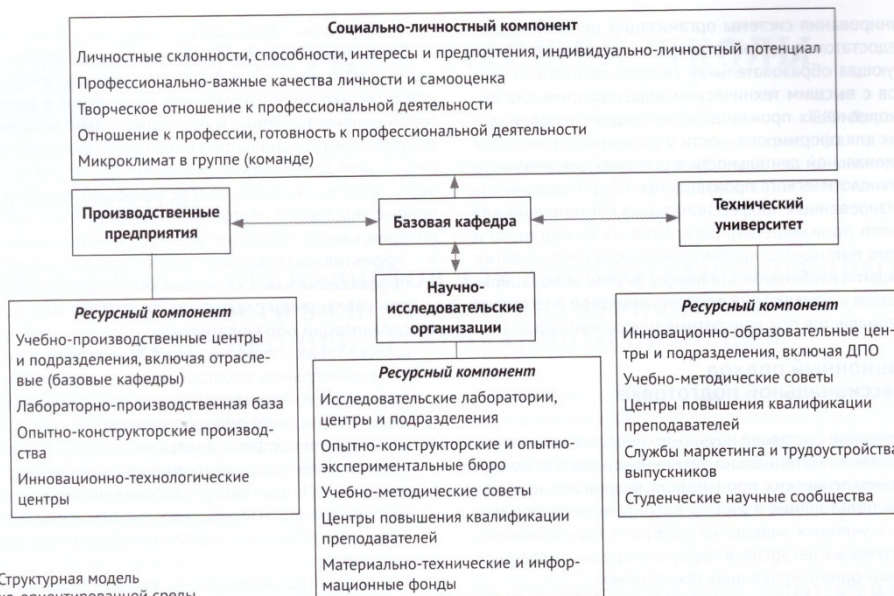 Социально-личностный компонент
Личностные склонности, способности, интересы и предпочтения, индивидуально-личностный потенциал
Профессионально-важные качества личности и самооценка
Творческое отношение к профессиональной деятельности
Отношение к профессии, готовность к профессиональной деятельности
Микроклимат в группе (команде)
Производственные
предприятия
Базовая кафедра
Технический
университет
Научно-
исследовательские
организации
Ресурсный компонент
Учебно-производственные центры
и подразделения, включая отрасле-
вые (базовые кафедры)
Лабораторно-производственная база
Опытно-конструкторские производ-
ства
Инновационно-технологические
центры
Ресурсный компонент
Исследовательские лаборатории,
центры и подразделения
Опытно-конструкторские и опытно-
экспериментальные бюро
Учебно-методические советы
Центры повышения квалификации
преподавателей
Материально-технические и инфор-
мационные фонды
Ресурсный компонент
Инновационно-образовательные цен-
тры и подразделения, включая ДПО
Учебно-методические советы
Центры повышения квалификации
преподавателей
Службы маркетинга и трудоустройства
выпускников
Студенческие научные сообщества
Структурная модель